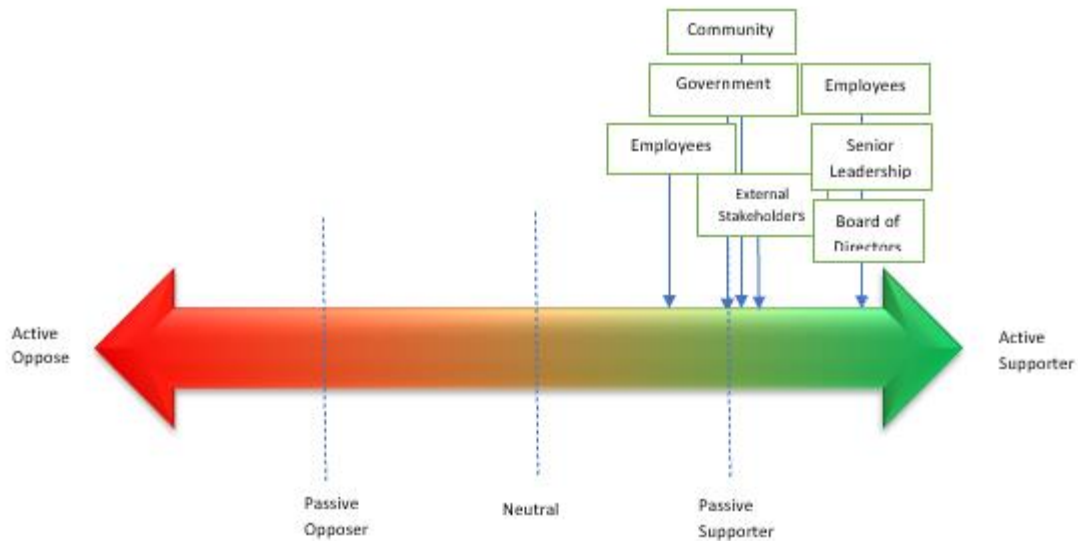 Community
Government
Employees
Employees
Senior
Leadership
External
Stakeholders
Board of
Directors
Active
Oppose
Active
Supporter
Passive
Opposer
Neutral
Passive
Supporter